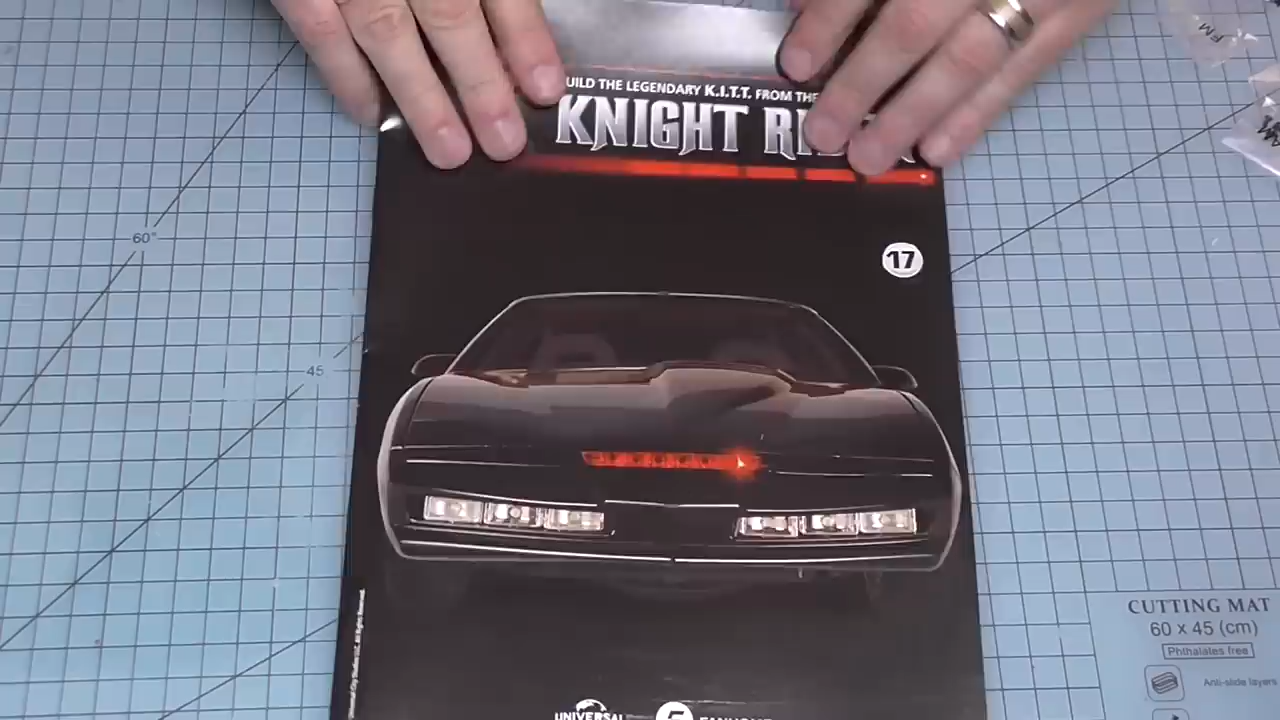 UILD THE LEGENDARY K.I.T.T. FROM THE
KNIGHT
17
60°
45
CUTTING MAT
60 x 45 (cm)
Phthalates free
Anti-slide layers
UNIVERSAL